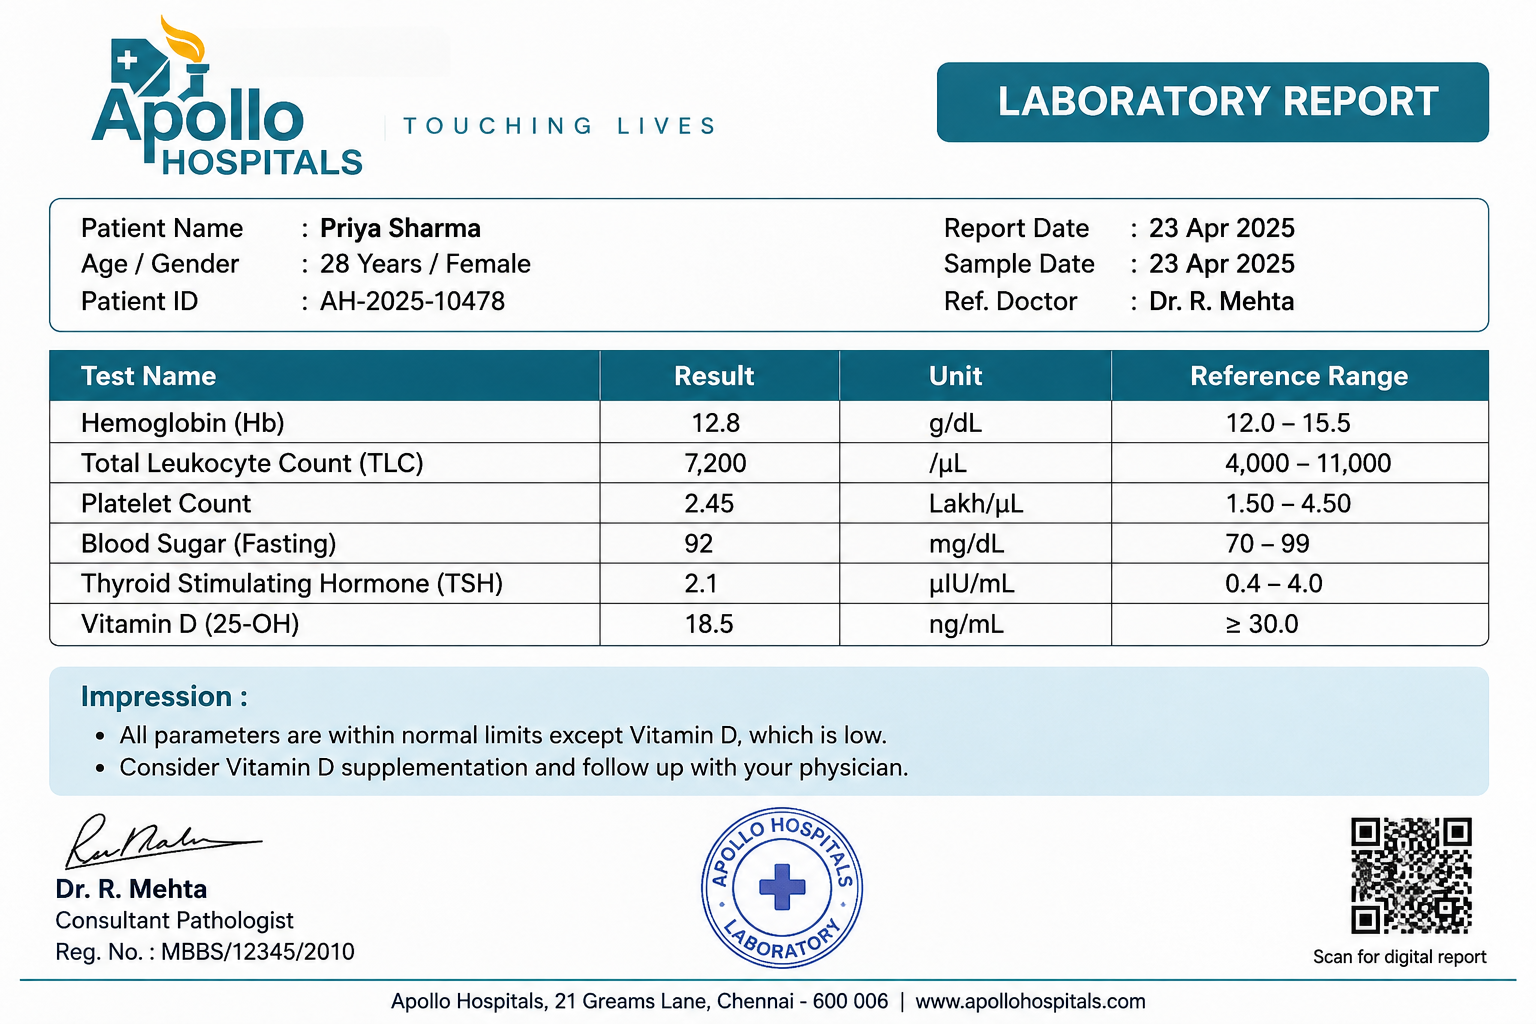 Apollo
HOSPITALS
TOUCHING LIVES
LABORATORY REPORT
Patient Name : Priya Sharma
Age / Gender : 28 Years / Female
Patient ID : AH-2025-10478
Report Date : 23 Apr 2025
Sample Date : 23 Apr 2025
Ref. Doctor : Dr. R. Mehta
Test Name Result Unit Reference Range
Hemoglobin (Hb) 12.8 g/dL 12.0 – 15.5
Total Leukocyte Count (TLC) 7,200 /µL 4,000 – 11,000
Platelet Count 2.45 Lakh/µL 1.50 – 4.50
Blood Sugar (Fasting) 92 mg/dL 70 – 99
Thyroid Stimulating Hormone (TSH) 2.1 µIU/mL 0.4 – 4.0
Vitamin D (25-OH) 18.5 ng/mL ≥ 30.0
Impression :
• All parameters are within normal limits except Vitamin D, which is low.
• Consider Vitamin D supplementation and follow up with your physician.
Dr. R. Mehta
Consultant Pathologist
Reg. No. : MBBS/12345/2010
APOLLO HOSPITALS
LABORATORY
Scan for digital report
Apollo Hospitals, 21 Greams Lane, Chennai - 600 006 | www.apollohospitals.com